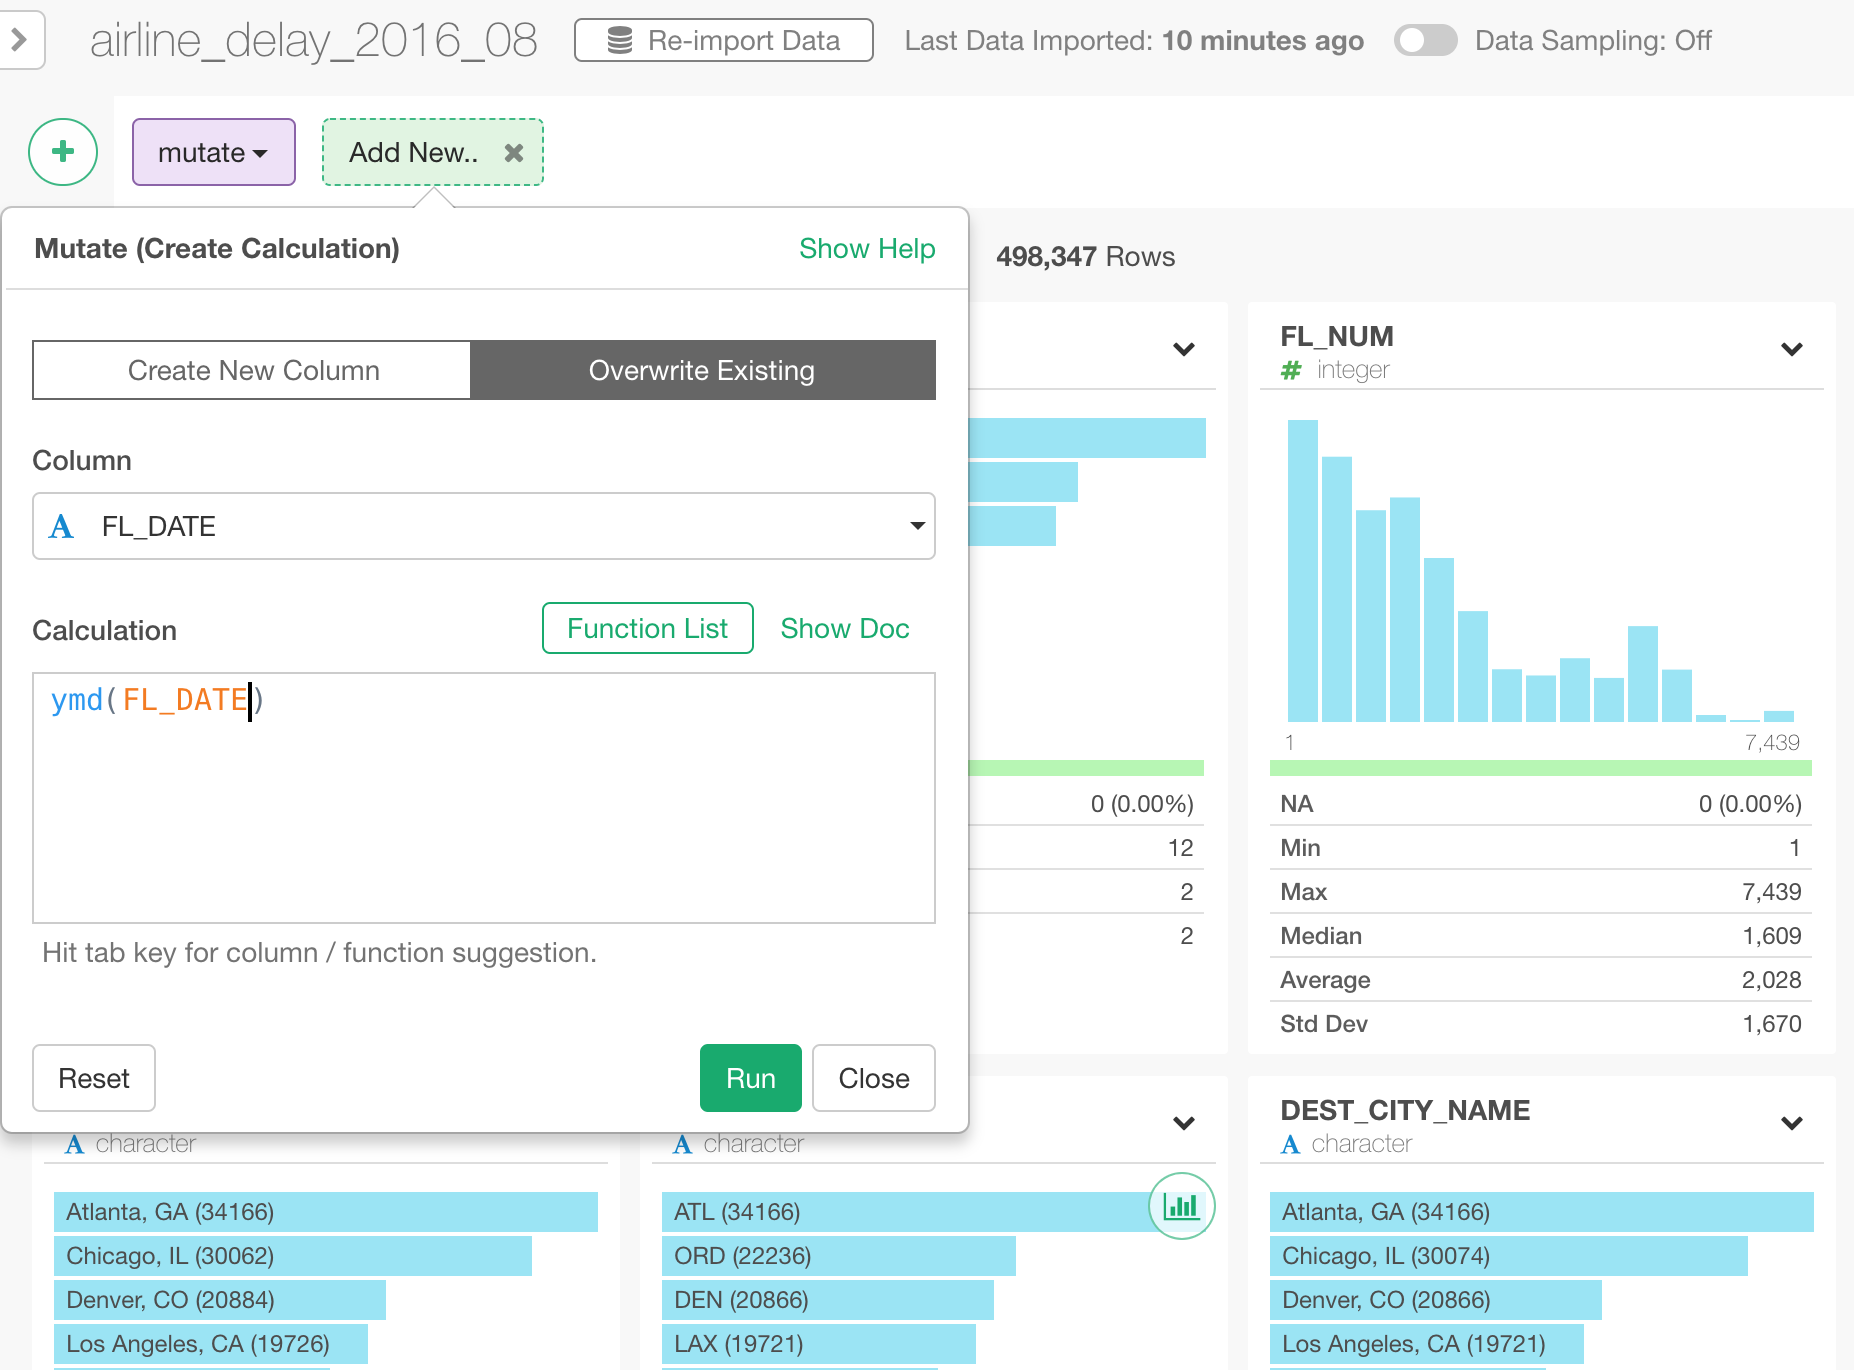 airline_delay_2016_08
Re-import Data
Last Data Imported: 10 minutes ago
Data Sampling: Off
mutate
Add New..
Mutate (Create Calculation)
Show Help
Create New Column
Overwrite Existing
Column
A FL_DATE
Calculation
Function List
Show Doc
ymd(FL_DATE)
Hit tab key for column / function suggestion.
Reset
Run
Close
498,347 Rows
0 (0.00%)
12
2
2
FL_NUM
# integer
1
7,439
NA 0 (0.00%)
Min 1
Max 7,439
Median 1,609
Average 2,028
Std Dev 1,670
A character
Atlanta, GA (34166)
Chicago, IL (30062)
Denver, CO (20884)
Los Angeles, CA (19726)
A character
ATL (34166)
ORD (22236)
DEN (20866)
LAX (19721)
DEST_CITY_NAME
A character
Atlanta, GA (34166)
Chicago, IL (30074)
Denver, CO (20866)
Los Angeles, CA (19721)